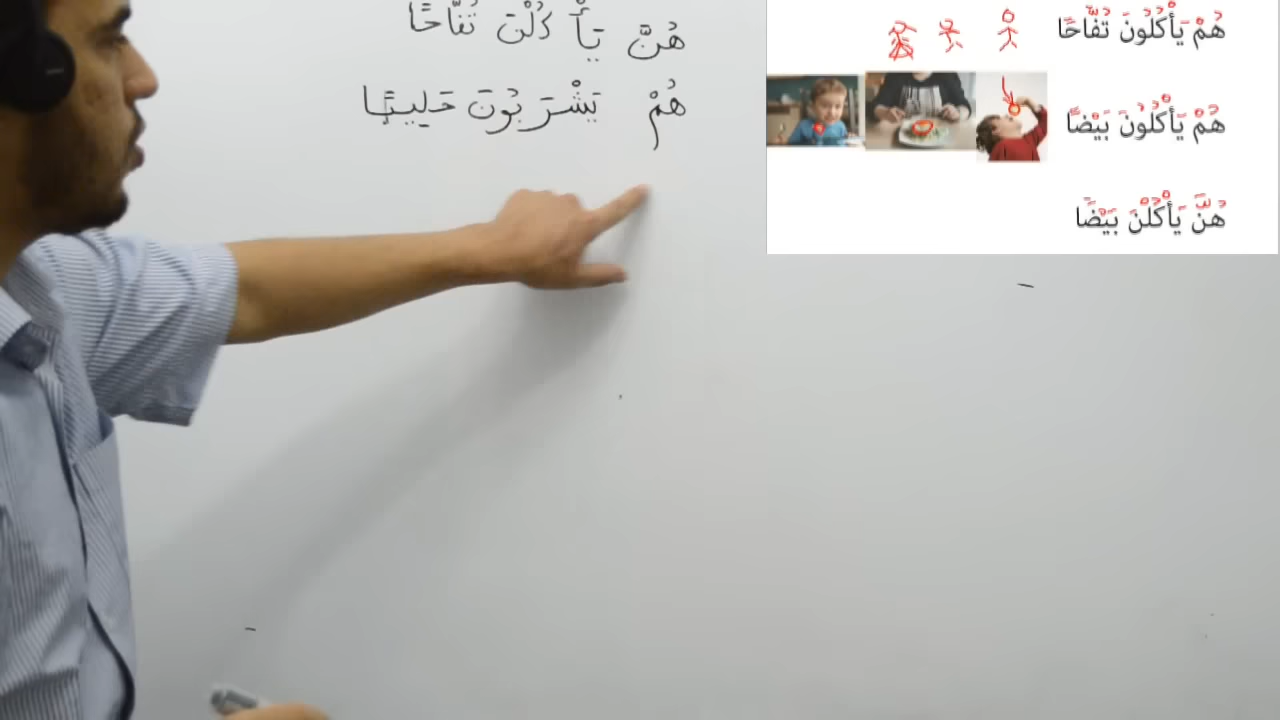 هُنَّ يَأْكُلْنَ تُفَّاحًا
هُمْ يَشْرَبُونَ حَلِيبًا
هُمْ يَأْكُلُونَ تُفَّاحًا
هُمْ يَأْكُلُونَ بَيْضًا
هُنَّ يَأْكُلْنَ بَيْضًا